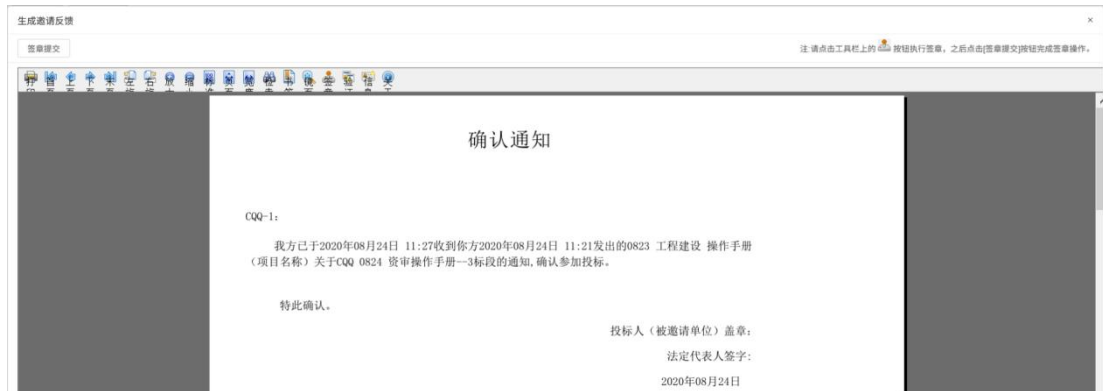 生成邀请反馈
×
签章提交
注:请点击工具栏上的 按钮执行签章，之后点击[签章提交]按钮完成签章操作。
确认通知
CQQ-1:
我方已于2020年08月24日 11:27收到你方2020年08月24日 11:21发出的0823 工程建设 操作手册
（项目名称）关于CQQ 0824 资审操作手册--3标段的通知,确认参加投标。
特此确认。
投标人（被邀请单位）盖章:
法定代表人签字:
2020年08月24日